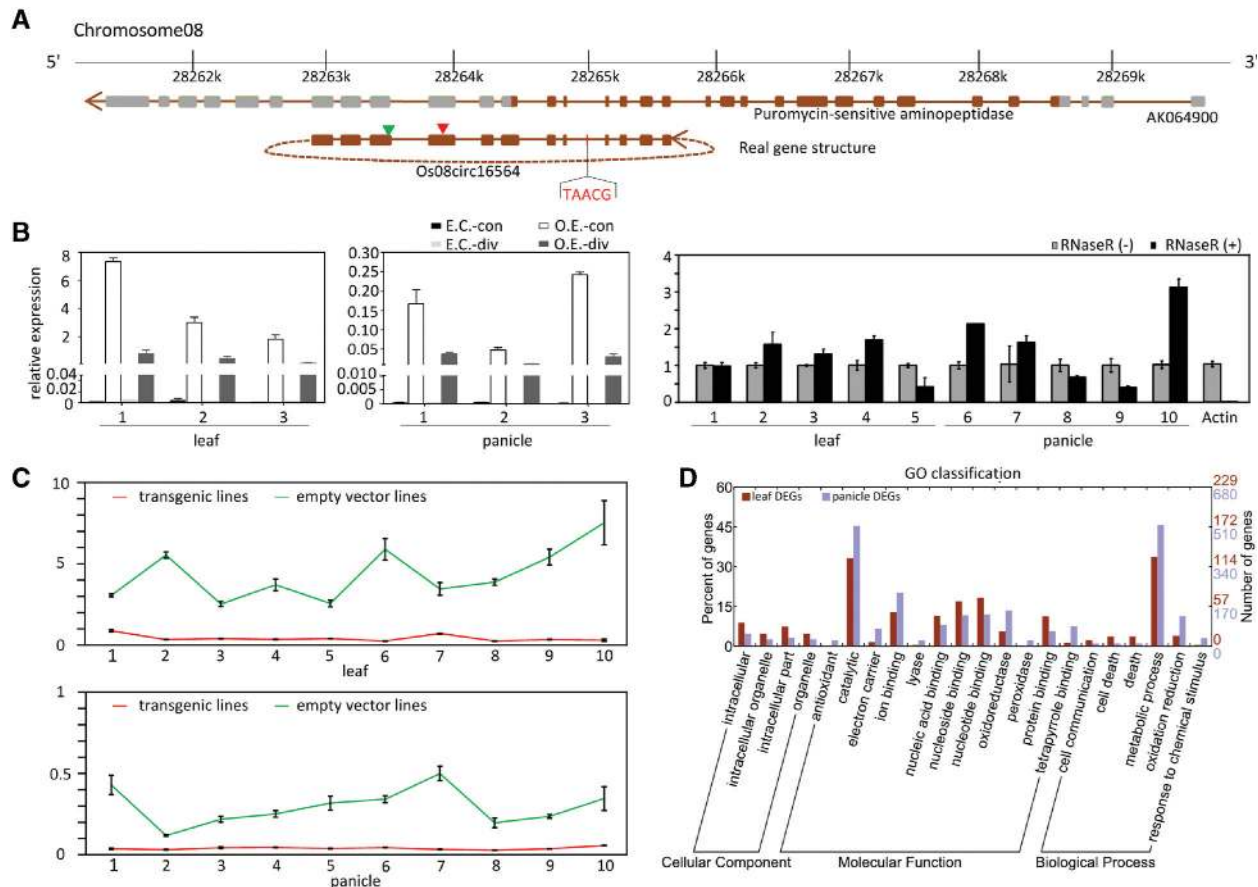 A
Chromosome08
5' 3'
28262k 28263k 28264k 28265k 28266k 28267k 28268k 28269k
Puromycin-sensitive aminopeptidase
AK064900
Real gene structure
Os08circ16564
TAACG
B
E.C.-con O.E.-con
E.C.-div O.E.-div
RNaseR (-) RNaseR (+)
relative expression
8
6
4
2
0.04
0.02
0
1 2 3
leaf
0.30
0.25
0.20
0.15
0.10
0.05
0.010
0.005
0.000
1 2 3
panicle
4
3
2
1
0
1 2 3 4 5 6 7 8 9 10 Actin
leaf panicle
C
transgenic lines empty vector lines
10
5
0
1 2 3 4 5 6 7 8 9 10
leaf
transgenic lines empty vector lines
1
0.5
0
1 2 3 4 5 6 7 8 9 10
panicle
D
GO classification
leaf DEGs panicle DEGs
Percent of genes
60
45
30
15
0
229
680
172
510
114
340
57
170
0
0
Number of genes
intracellular
intracellular organelle
intracellular part
organelle
antioxidant
catalytic
electron carrier
ion binding
lyase
nucleic acid binding
nucleoside binding
nucleotide binding
oxidoreductase
peroxidase
protein binding
tetrapyrrole binding
cell communication
cell death
death
metabolic process
oxidation reduction
response to chemical stimulus
Cellular Component Molecular Function Biological Process